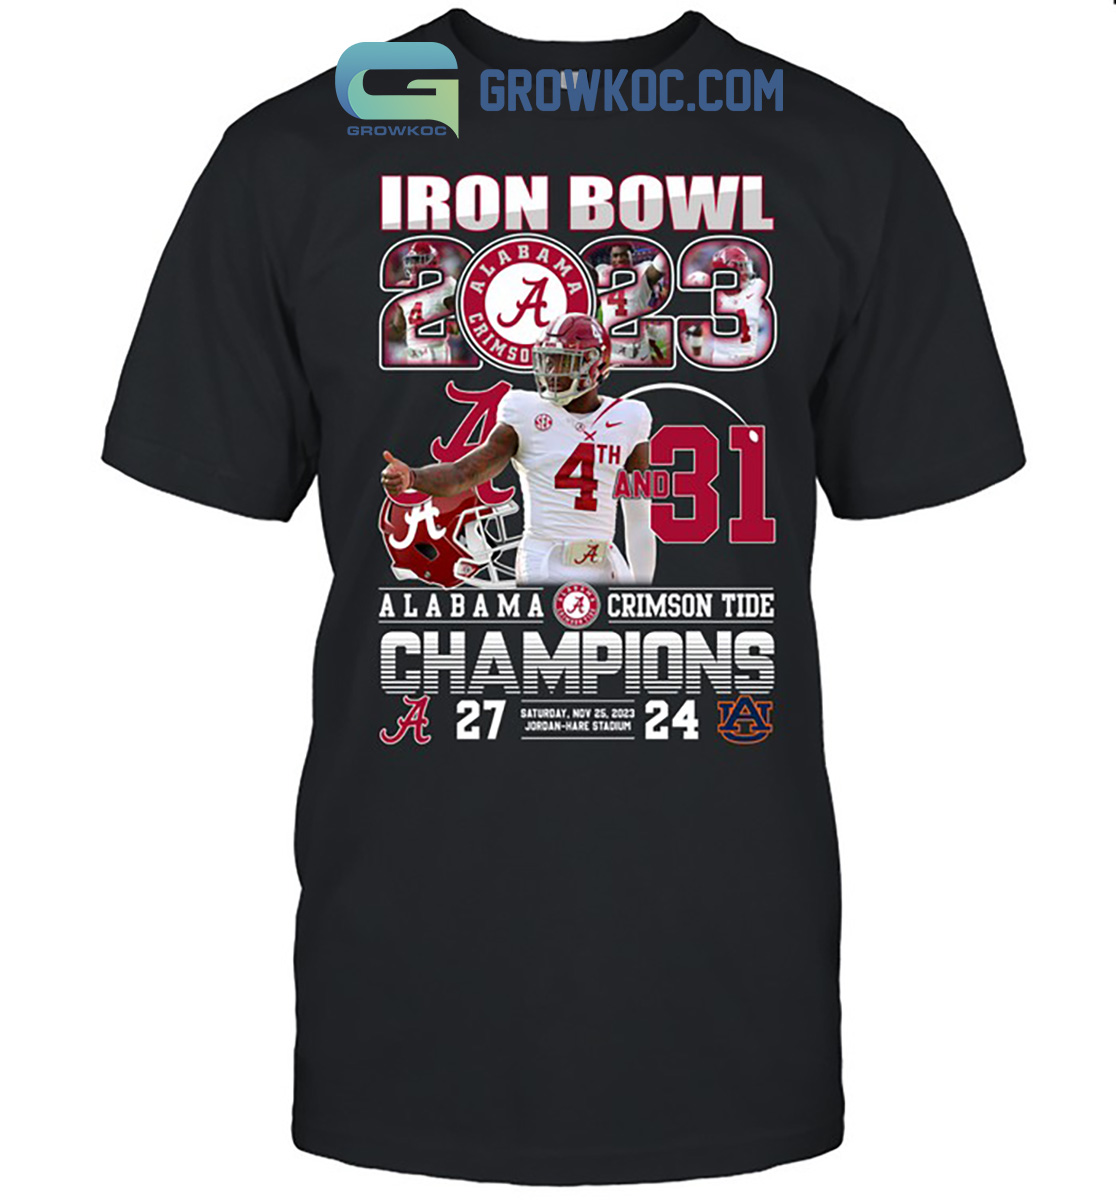 GROWKOC.COM
GROWKOC
IRON BOWL
2023
ALABAMA
CRIMSO
4TH AND 31
ALABAMA CRIMSON TIDE
CHAMPIONS
A 27 SATURDAY, NOV 25, 2023 24 AU
JORDAN-HARE STADIUM